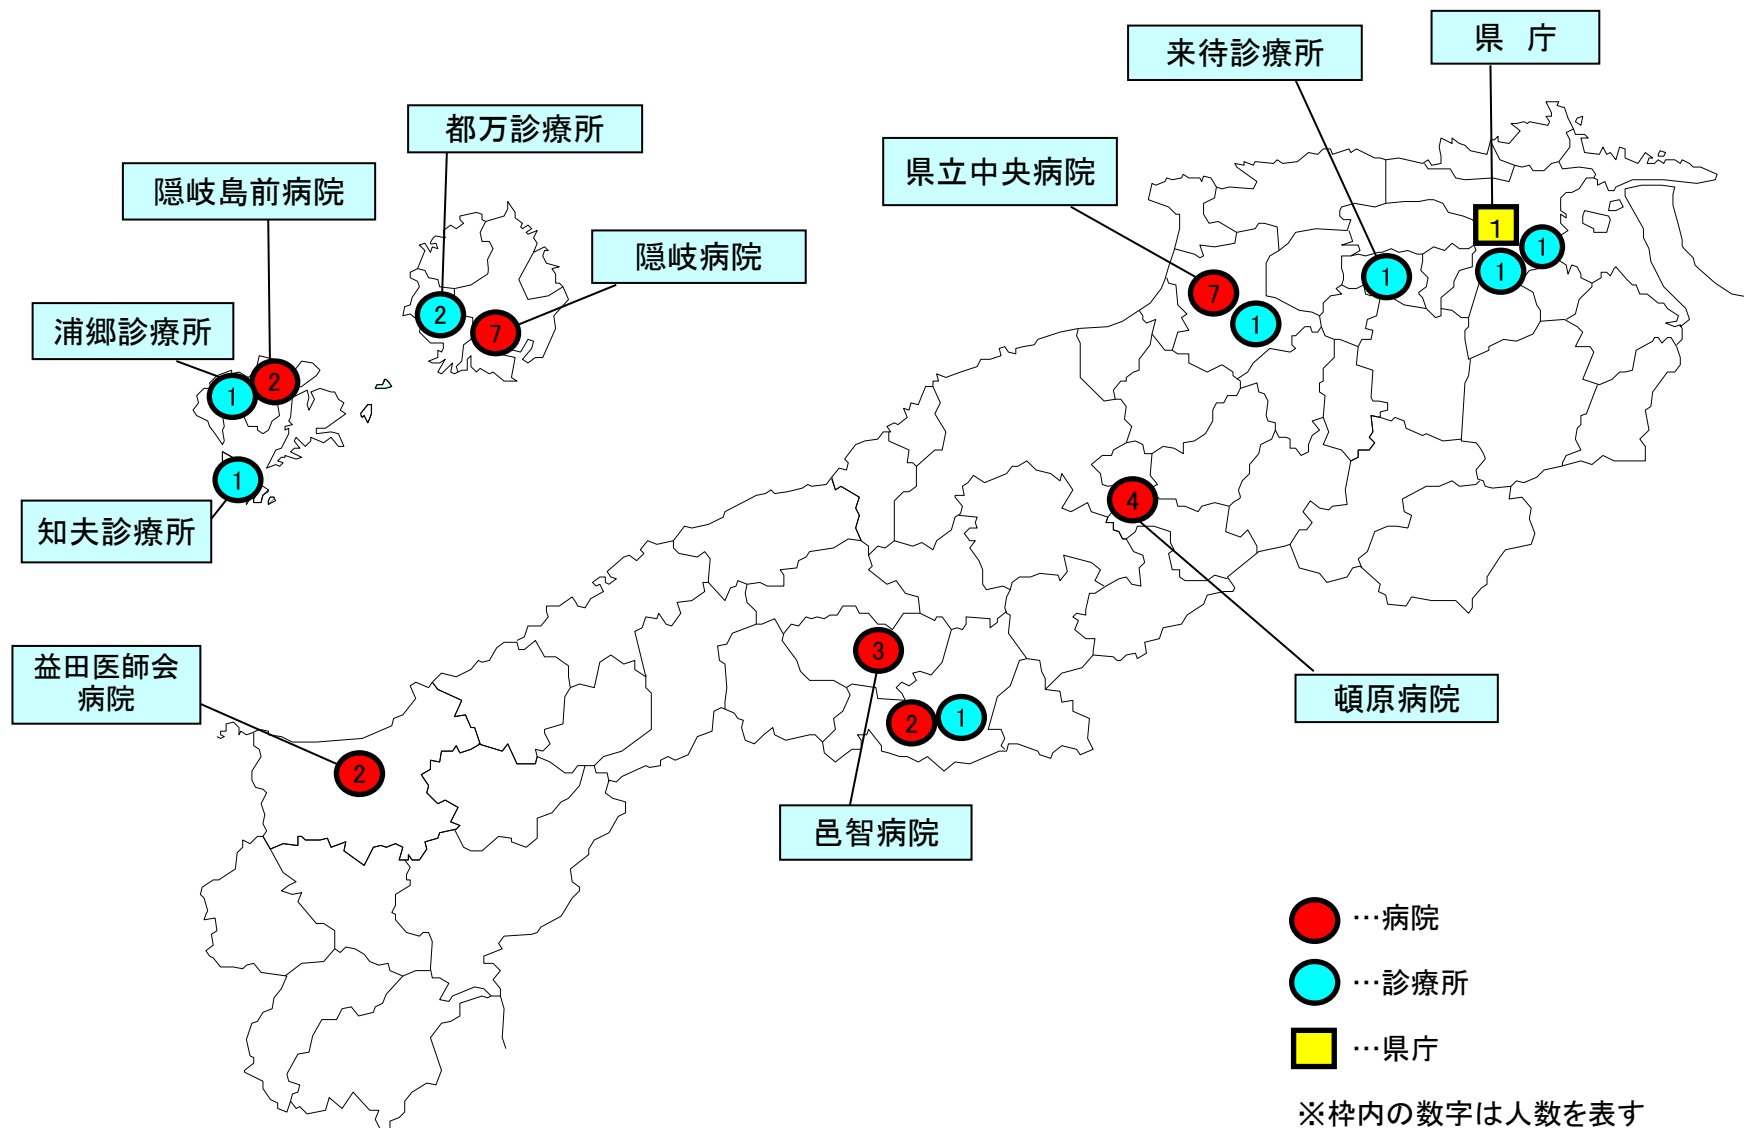 県 庁
来待診療所
都万診療所
県立中央病院
隠岐島前病院
隠岐病院
浦郷診療所
知夫診療所
益田医師会
病院
頓原病院
邑智病院
1
1
1
1
7
1
2
7
2
1
1
4
3
2
1
2
…病院
…診療所
…県庁
※枠内の数字は人数を表す